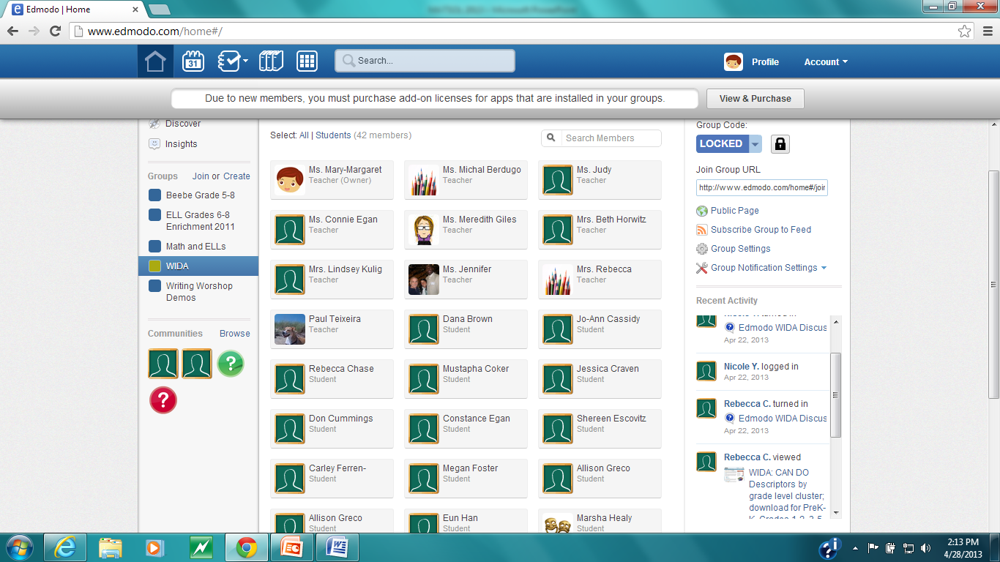 Edmodo | Home
www.edmodo.com/home#/
31
Search...
Profile
Account
Due to new members, you must purchase add-on licenses for apps that are installed in your groups.
View & Purchase
Discover
Insights
Groups Join or Create
Beebe Grade 5-8
ELL Grades 6-8
Enrichment 2011
Math and ELLs
WIDA
Writing Worshop
Demos
Communities Browse
Select: All | Students (42 members)
Search Members
Ms. Mary-Margaret
Teacher (Owner)
Ms. Michal Berdugo
Teacher
Ms. Judy
Teacher
Ms. Connie Egan
Teacher
Ms. Meredith Giles
Teacher
Mrs. Beth Horwitz
Teacher
Mrs. Lindsey Kulig
Teacher
Ms. Jennifer
Teacher
Mrs. Rebecca
Teacher
Paul Teixeira
Teacher
Dana Brown
Student
Jo-Ann Cassidy
Student
Rebecca Chase
Student
Mustapha Coker
Student
Jessica Craven
Student
Don Cummings
Student
Constance Egan
Student
Shereen Escovitz
Student
Carley Ferren-
Student
Megan Foster
Student
Allison Greco
Student
Allison Greco
Student
Eun Han
Student
Marsha Healy
Student
Group Code:
LOCKED
Join Group URL
http://www.edmodo.com/home#/join
Public Page
Subscribe Group to Feed
Group Settings
Group Notification Settings
Recent Activity
Edmodo WIDA Discus
Apr 22, 2013
Nicole Y. logged in
Apr 22, 2013
Rebecca C. turned in
Edmodo WIDA Discus
Apr 22, 2013
Rebecca C. viewed
WIDA: CAN DO
Descriptors by
grade level cluster;
download for PreK-
K, Grades 1-2, 3-5
2:13 PM
4/28/2013